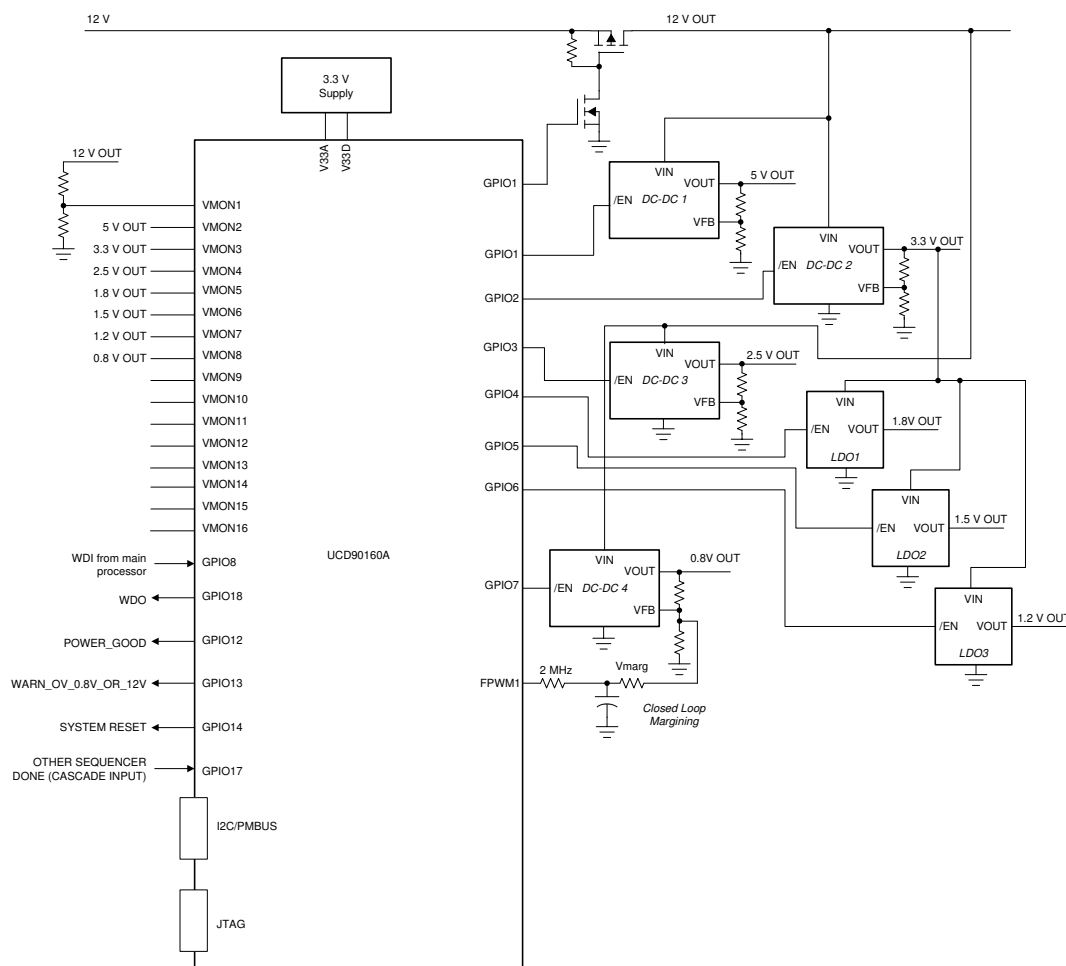 12 V
12 V OUT
3.3 V
Supply
V33A
V33D
12 V OUT
VMON1
5 V OUT
VMON2
3.3 V OUT
VMON3
2.5 V OUT
VMON4
1.8 V OUT
VMON5
1.5 V OUT
VMON6
1.2 V OUT
VMON7
0.8 V OUT
VMON8
VMON9
VMON10
VMON11
VMON12
VMON13
VMON14
VMON15
VMON16
WDI from main
processor
GPIO8
WDO
GPIO18
POWER_GOOD
GPIO12
WARN_OV_0.8V_OR_12V
GPIO13
SYSTEM RESET
GPIO14
OTHER SEQUENCER
DONE (CASCADE INPUT)
GPIO17
I2C/PMBUS
JTAG
UCD90160A
GPIO1
GPIO1
GPIO2
GPIO3
GPIO4
GPIO5
GPIO6
GPIO7
FPWM1
VIN
/EN
DC-DC 1
VOUT
VFB
5 V OUT
VIN
/EN
DC-DC 2
VOUT
VFB
3.3 V OUT
VIN
/EN
DC-DC 3
VOUT
VFB
2.5 V OUT
VIN
/EN
VOUT
LDO1
1.8V OUT
VIN
/EN
VOUT
LDO2
1.5 V OUT
VIN
/EN
VOUT
LDO3
1.2 V OUT
VIN
/EN
DC-DC 4
VOUT
VFB
0.8V OUT
2 MHz
Vmarg
Closed Loop
Margining